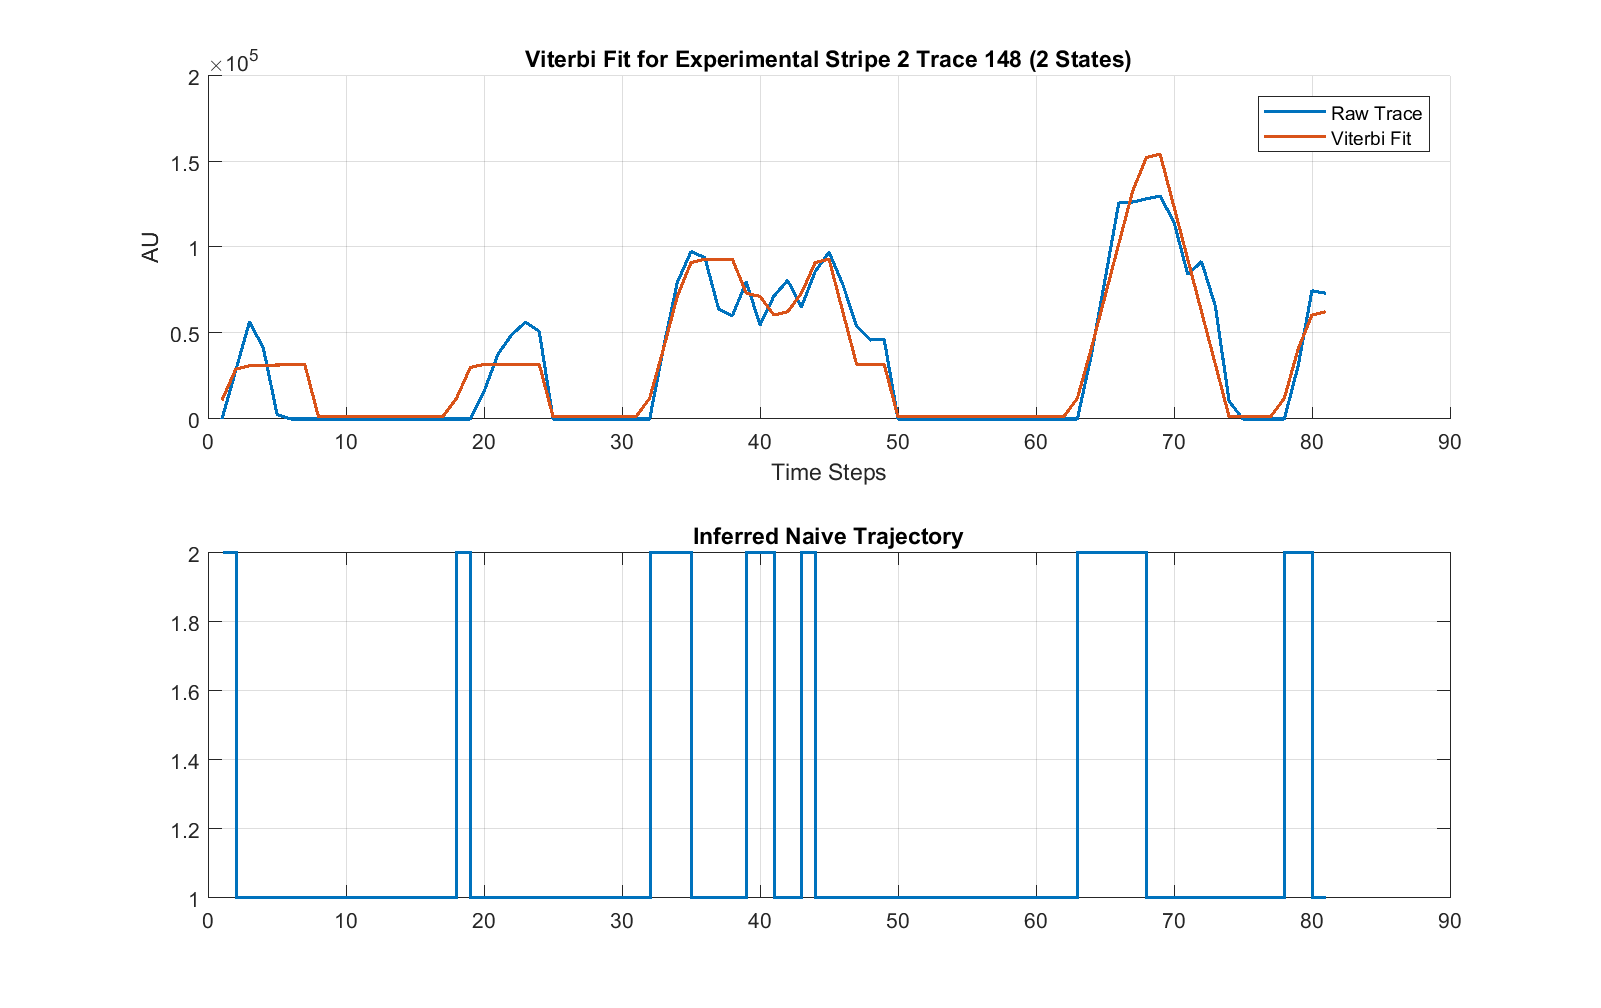 Viterbi Fit for Experimental Stripe 2 Trace 148 (2 States)
×10^5
2
1.5
1
0.5
0
AU
Raw Trace
Viterbi Fit
0 10 20 30 40 50 60 70 80 90
Time Steps
Inferred Naive Trajectory
2
1.8
1.6
1.4
1.2
1
0 10 20 30 40 50 60 70 80 90